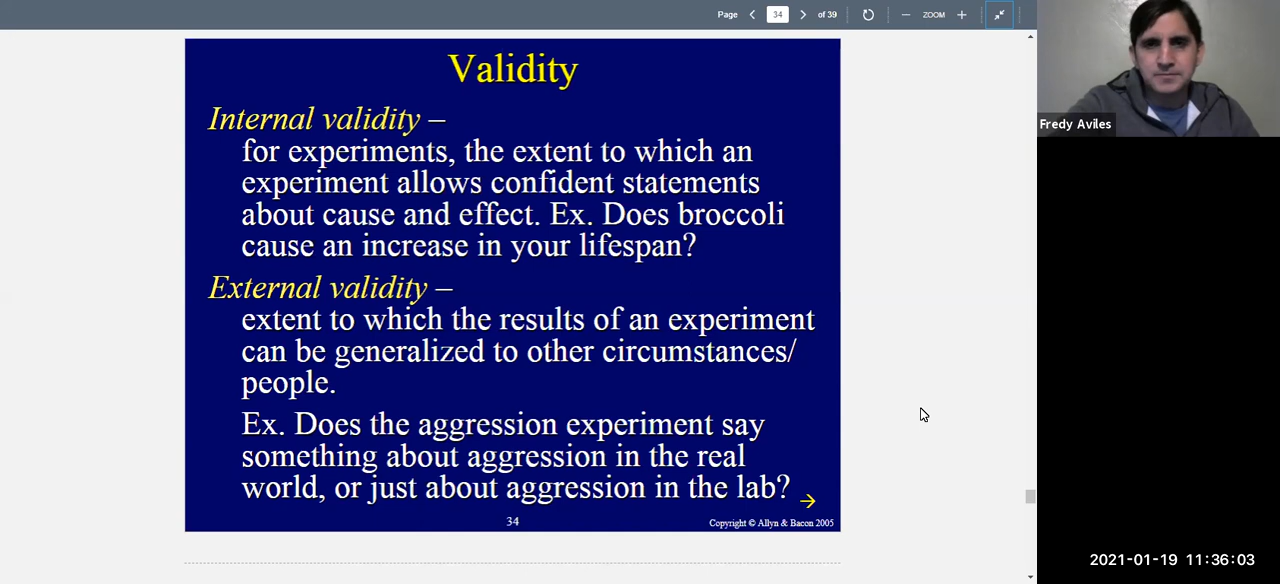 Page 34 of 39 ZOOM
Validity
Internal validity –
for experiments, the extent to which an
experiment allows confident statements
about cause and effect. Ex. Does broccoli
cause an increase in your lifespan?
External validity –
extent to which the results of an experiment
can be generalized to other circumstances/
people.
Ex. Does the aggression experiment say
something about aggression in the real
world, or just about aggression in the lab?
34
Copyright © Allyn & Bacon 2005
Fredy Aviles
2021-01-19 11:36:03